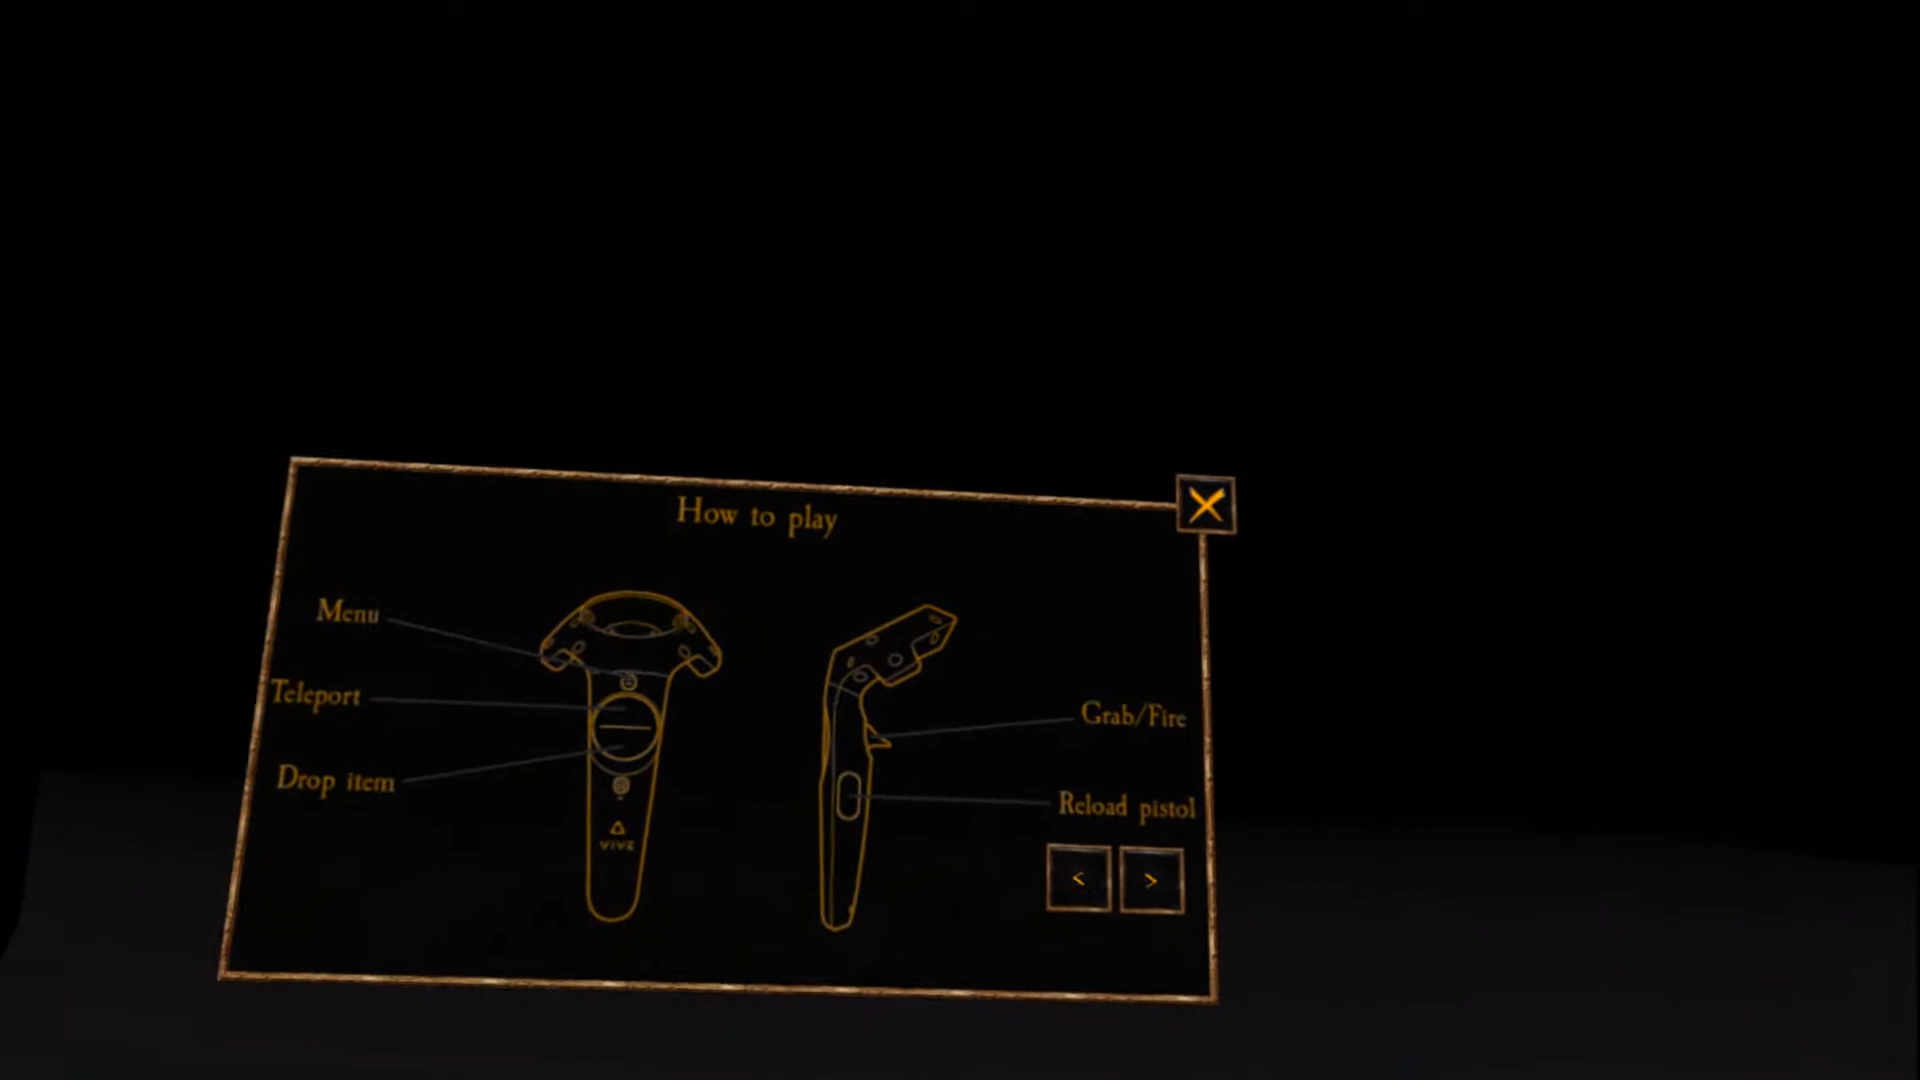 How to play
Menu
Teleport
Drop item
VIVE
Grab/Fire
Reload pistol
< >